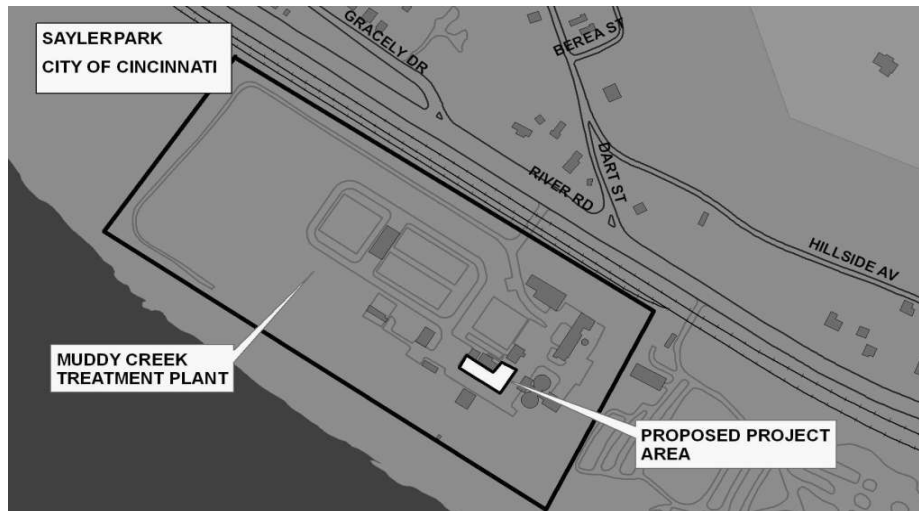 SAYLERPARK
CITY OF CINCINNATI
GRACELY DR
BEREA ST
DART ST
RIVER RD
HILLSIDE AV
MUDDY CREEK
TREATMENT PLANT
PROPOSED PROJECT
AREA